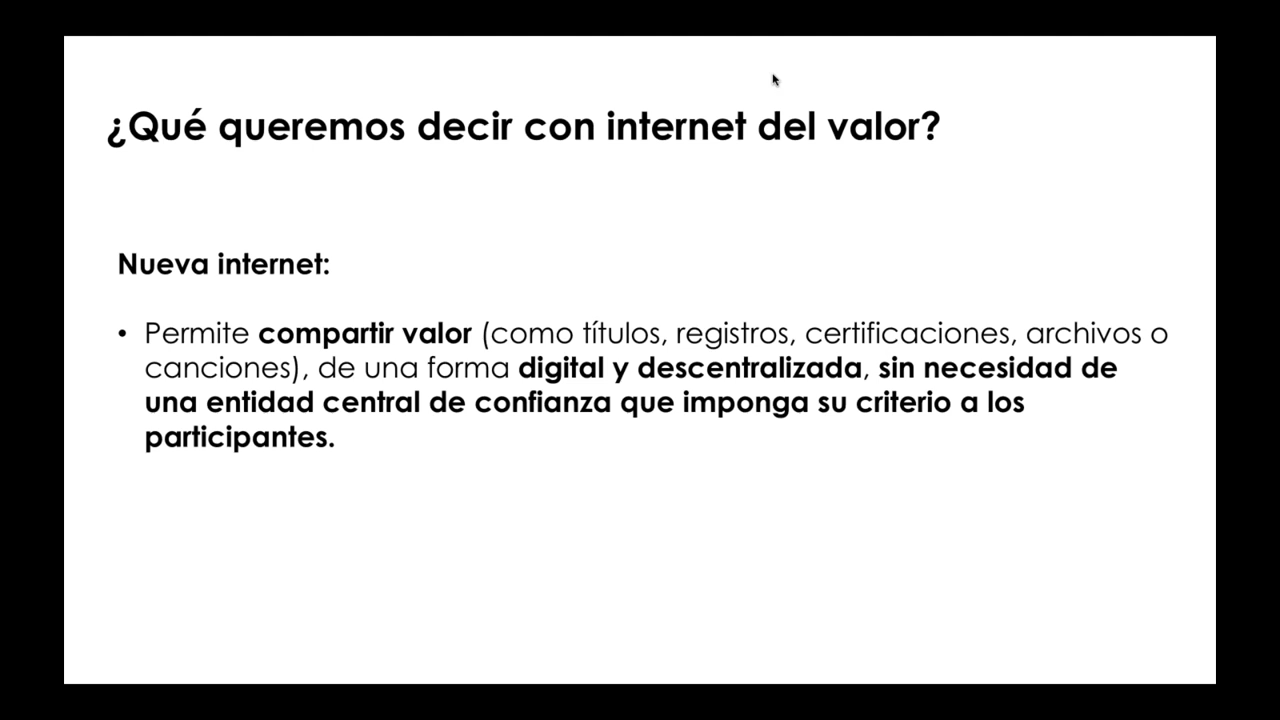 ¿Qué queremos decir con internet del valor?
Nueva internet:
• Permite compartir valor (como títulos, registros, certificaciones, archivos o
canciones), de una forma digital y descentralizada, sin necesidad de
una entidad central de confianza que imponga su criterio a los
participantes.